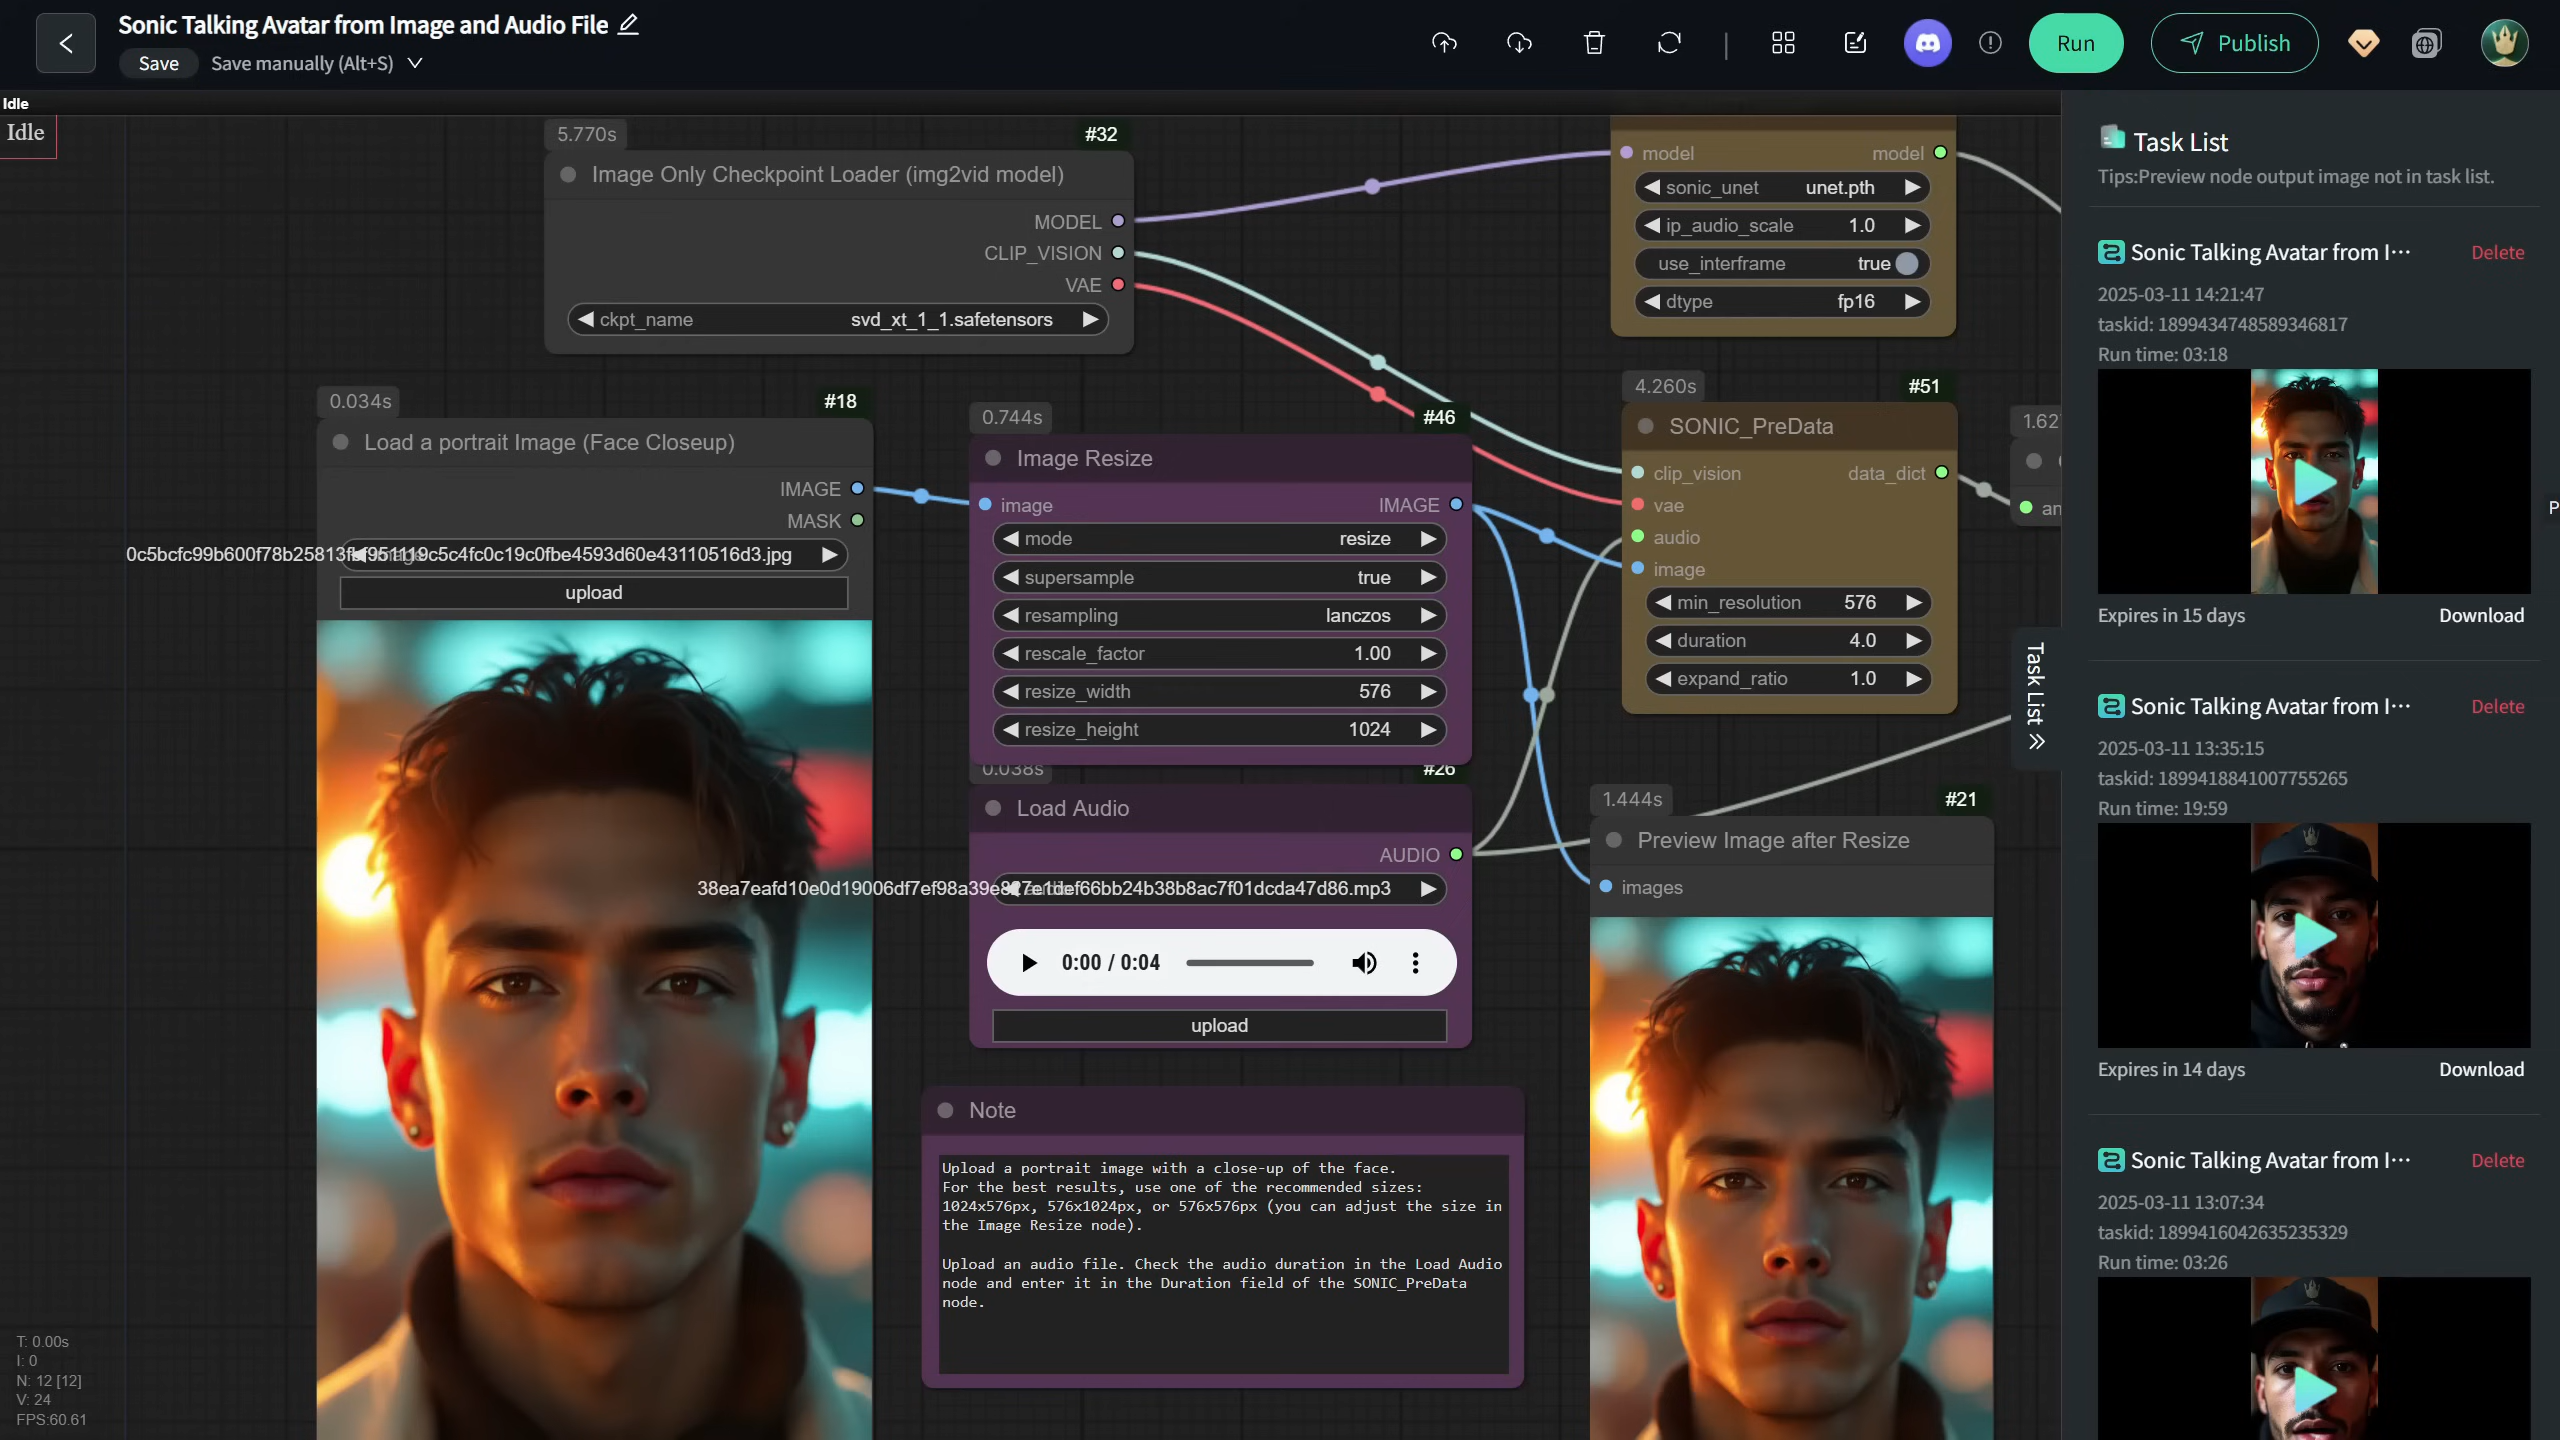 Sonic Talking Avatar from Image and Audio File
Save
Save manually (Alt+S)
Run
Publish
Idle
Idle
5.770s
#32
Image Only Checkpoint Loader (img2vid model)
MODEL
CLIP_VISION
VAE
ckpt_name
svd_xt_1_1.safetensors
model
model
sonic_unet
unet.pth
ip_audio_scale
1.0
use_interframe
true
dtype
fp16
0.034s
#18
Load a portrait Image (Face Closeup)
IMAGE
MASK
upload
0.744s
#46
Image Resize
image
IMAGE
mode
resize
supersample
true
resampling
lanczos
rescale_factor
1.00
resize_width
576
resize_height
1024
0.038s
#26
Load Audio
AUDIO
0:00 / 0:04
upload
Note
Upload a portrait image with a close-up of the face.
For the best results, use one of the recommended sizes:
1024x576px, 576x1024px, or 576x576px (you can adjust the size in
the Image Resize node).
Upload an audio file. Check the audio duration in the Load Audio
node and enter it in the Duration field of the SONIC_PreData
node.
4.260s
#51
SONIC_PreData
clip_vision
data_dict
vae
audio
image
min_resolution
576
duration
4.0
expand_ratio
1.0
1.444s
#21
Preview Image after Resize
images
T: 0.00s
I: 0
N: 12 [12]
V: 24
FPS:60.61
Task List
Task List
Tips:Preview node output image not in task list.
Sonic Talking Avatar from I···
Delete
2025-03-11 14:21:47
taskid: 1899434748589346817
Run time: 03:18
Expires in 15 days
Download
Sonic Talking Avatar from I···
Delete
2025-03-11 13:35:15
taskid: 1899418841007755265
Run time: 19:59
Expires in 14 days
Download
Sonic Talking Avatar from I···
Delete
2025-03-11 13:07:34
taskid: 1899416042635235329
Run time: 03:26